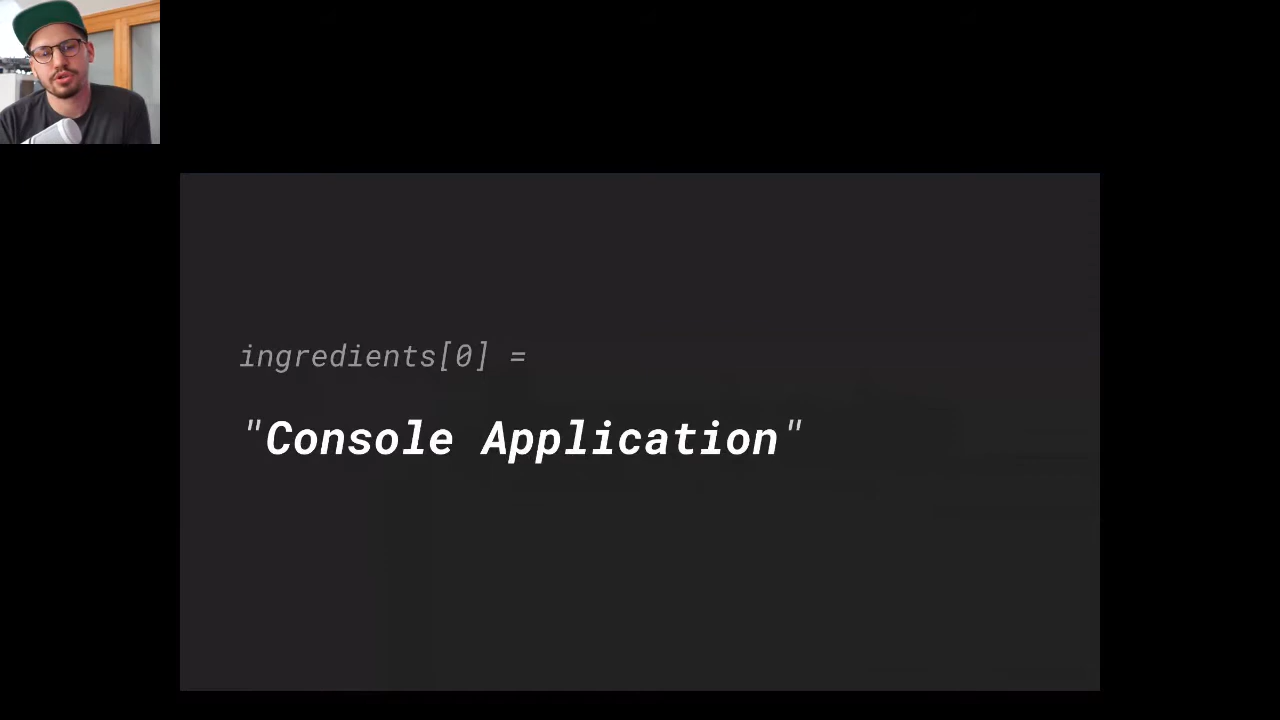 ingredients[0] =
"Console Application"